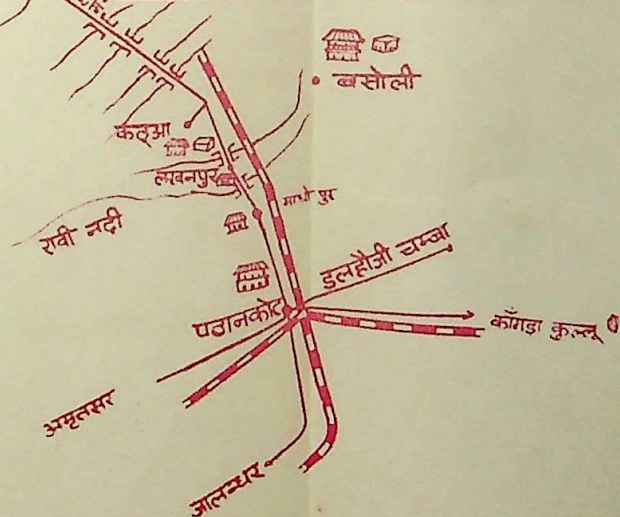 बसोली
कठुआ
लखनपुर
माधो पुर
रावी नदी
डलहौजी चम्बा
पठानकोट
काँगड़ा कुल्लू
अमृतसर
जालन्धर